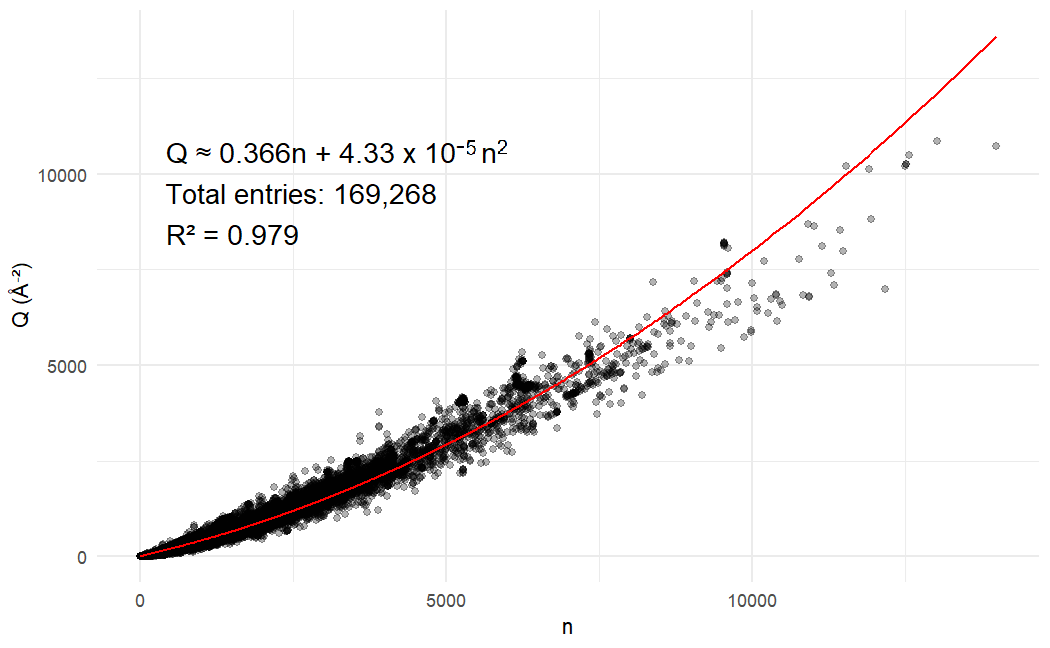 Q ≈ 0.366n + 4.33 x 10⁻⁵ n²
Total entries: 169,268
R² = 0.979
Q (Å⁻²)
10000
5000
0
0 5000 10000
n